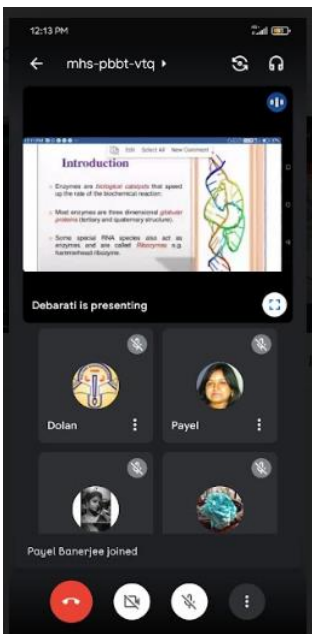 12:13 PM
mhs-pbbt-vtq
Edit Select All New Comment
Introduction
Enzymes are biological catalysts that speed
up the rate of the biochemical reaction.
Most enzymes are three dimensional globular
proteins (tertiary and quaternary structure).
Some special RNA species also act as
enzymes and are called Ribozymes e.g.
hammerhead ribozyme.
Debarati is presenting
Dolan
Payel
Payel Banerjee joined